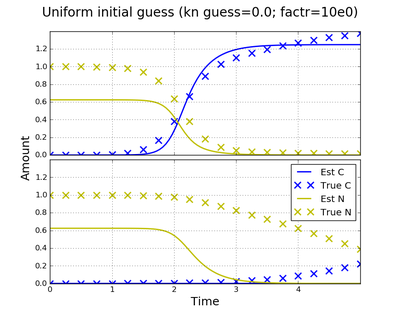 Uniform initial guess (kn guess=0.0; factr=10e0)
1.2
1.0
0.8
0.6
0.4
0.2
0.0
Est C
True C
Est N
True N
1.2
1.0
0.8
0.6
0.4
0.2
0.0
0
1
2
3
4
Amount
Time